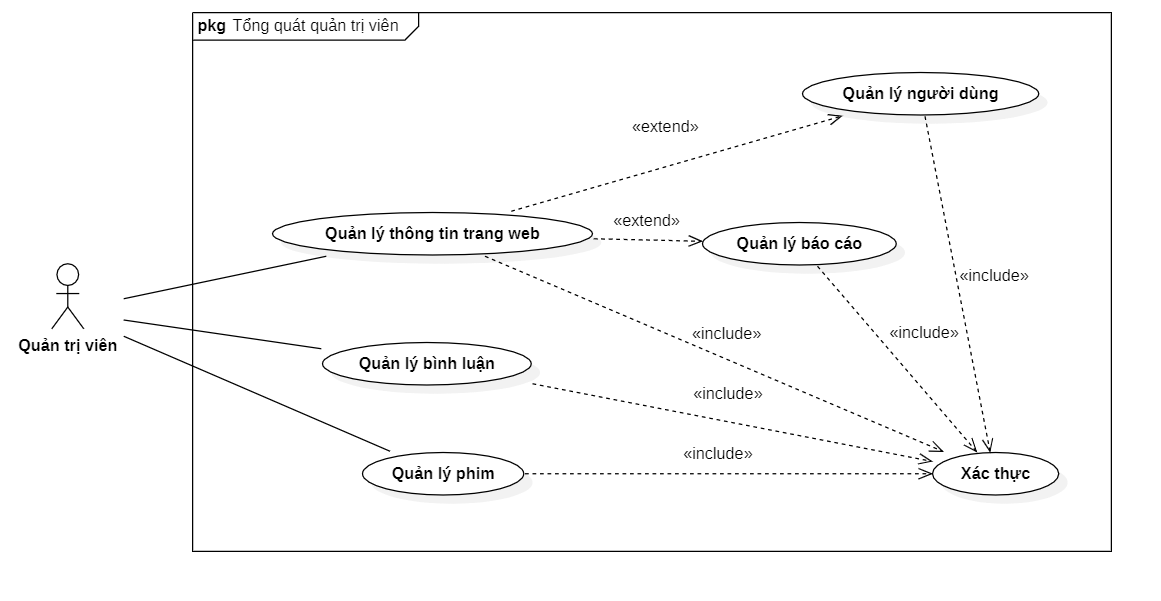 pkg Tổng quát quản trị viên
Quản lý người dùng
«extend»
«extend»
Quản lý thông tin trang web
Quản lý báo cáo
«include»
«include»
«include»
Quản trị viên
Quản lý bình luận
«include»
«include»
Quản lý phim
Xác thực